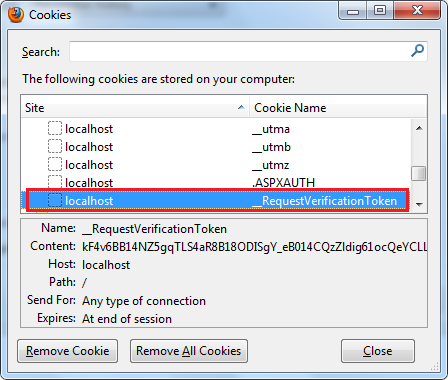 Cookies
Search:
The following cookies are stored on your computer:
Site Cookie Name
localhost __utma
localhost __utmb
localhost __utmz
localhost .ASPXAUTH
localhost __RequestVerificationToken
Name: __RequestVerificationToken
Content: kF4v6BB14NZ5gqTLS4aR8B18ODISgY_eB014CQzZIdig61ocQeYCLL
Host: localhost
Path: /
Send For: Any type of connection
Expires: At end of session
Remove Cookie Remove All Cookies Close